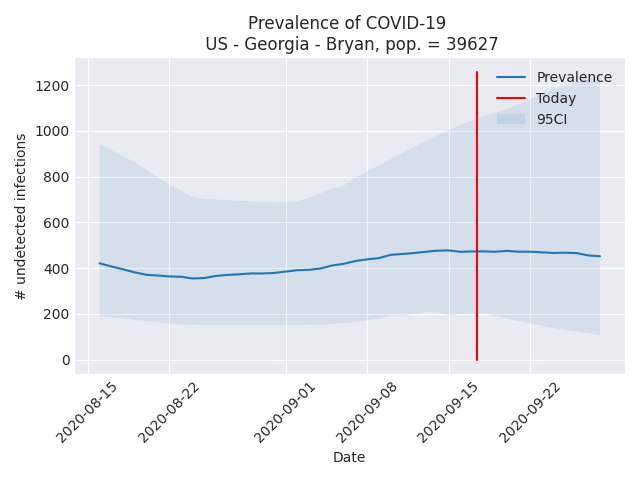 Prevalence of COVID-19
US - Georgia - Bryan, pop. = 39627
# undetected infections
1200
1000
800
600
400
200
0
Prevalence
Today
95CI
2020-08-15
2020-08-22
2020-09-01
2020-09-08
2020-09-15
2020-09-22
Date